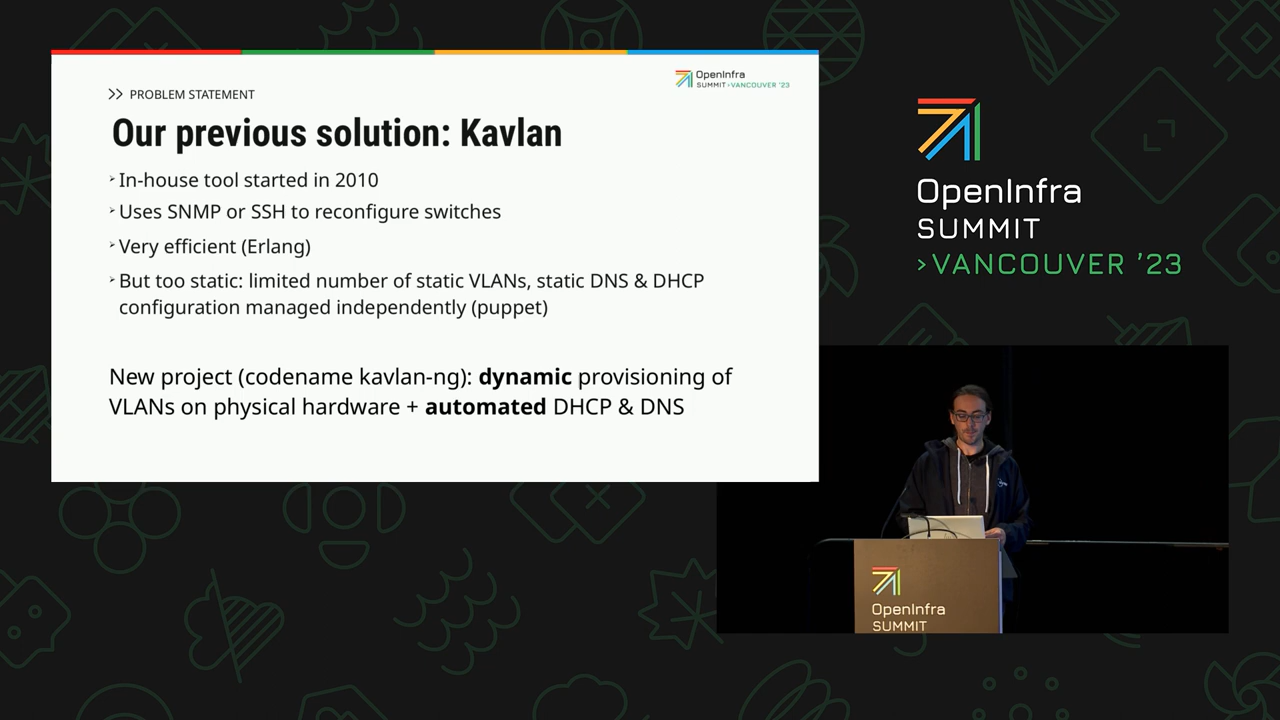 OpenInfra
SUMMIT›VANCOUVER '23
PROBLEM STATEMENT
Our previous solution: Kavlan
In-house tool started in 2010
Uses SNMP or SSH to reconfigure switches
Very efficient (Erlang)
But too static: limited number of static VLANs, static DNS & DHCP
configuration managed independently (puppet)
New project (codename kavlan-ng): dynamic provisioning of
VLANs on physical hardware + automated DHCP & DNS
OpenInfra
SUMMIT
>VANCOUVER '23
OpenInfra
SUMMIT